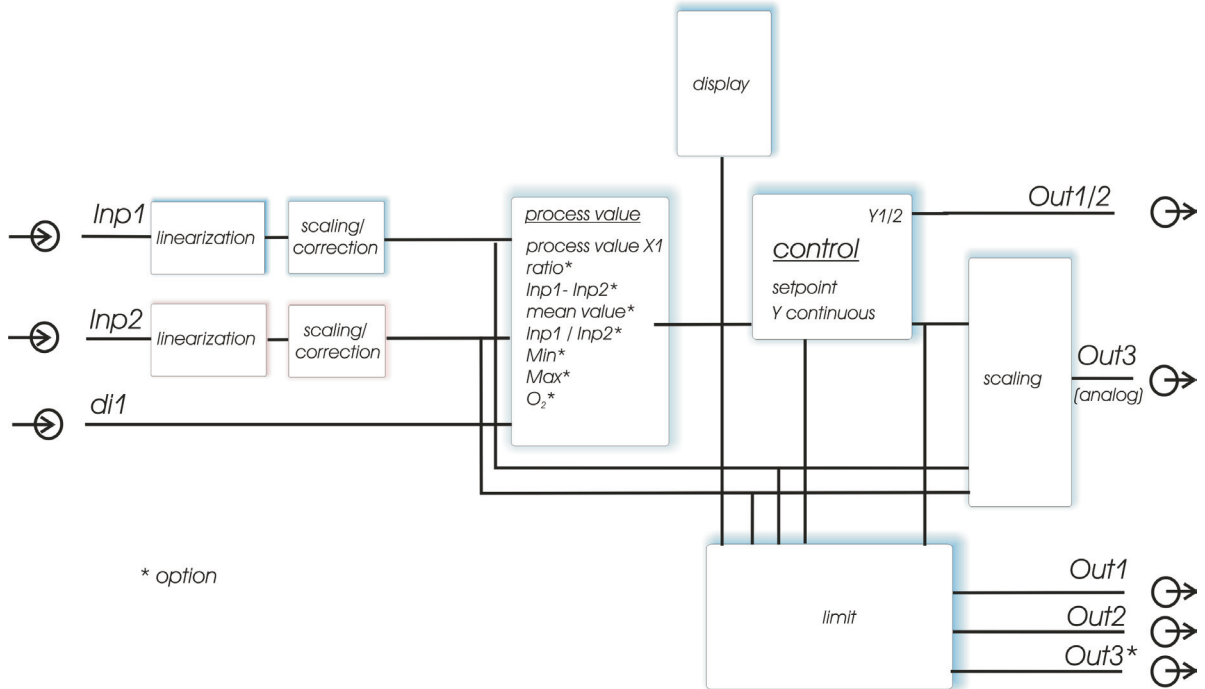 display
Inp1
linearization
scaling/
correction
Inp2
linearization
scaling/
correction
di1
process value
process value X1
ratio*
Inp1- Inp2*
mean value*
Inp1 / Inp2*
Min*
Max*
O₂*
Y1/2
control
setpoint
Y continuous
Out1/2
scaling
Out3
(analog)
* option
limit
Out1
Out2
Out3*